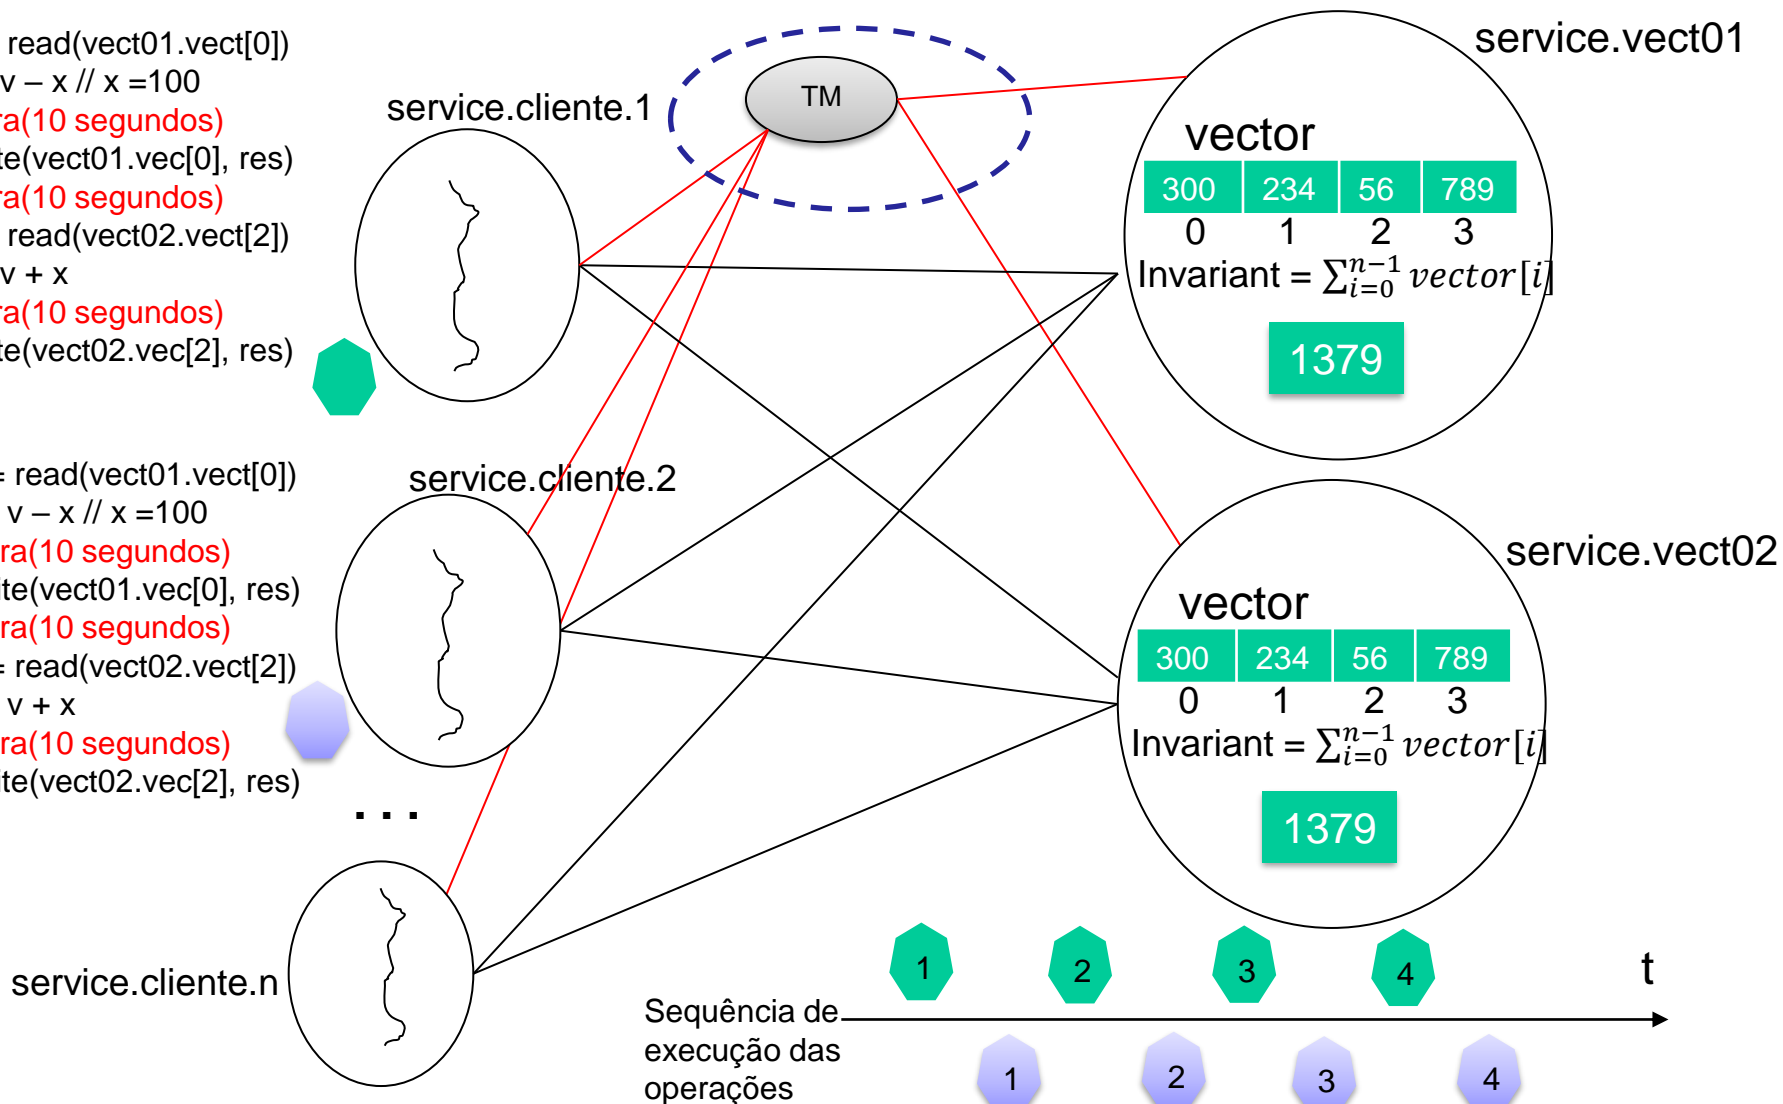 read(vect01.vect[0])
v – x // x =100
ra(10 segundos)
te(vect01.vec[0], res)
ra(10 segundos)
read(vect02.vect[2])
v + x
ra(10 segundos)
te(vect02.vec[2], res)
= read(vect01.vect[0])
v – x // x =100
ra(10 segundos)
ite(vect01.vec[0], res)
ra(10 segundos)
= read(vect02.vect[2])
v + x
ra(10 segundos)
ite(vect02.vec[2], res)
service.cliente.1
service.cliente.2
. . .
service.cliente.n
TM
service.vect01
vector
300 234 56 789
0 1 2 3
Invariant = ∑_{i=0}^{n−1} vector[i]
1379
service.vect02
vector
300 234 56 789
0 1 2 3
Invariant = ∑_{i=0}^{n−1} vector[i]
1379
1 2 3 4 t
Sequência de
execução das
operações
1 2 3 4